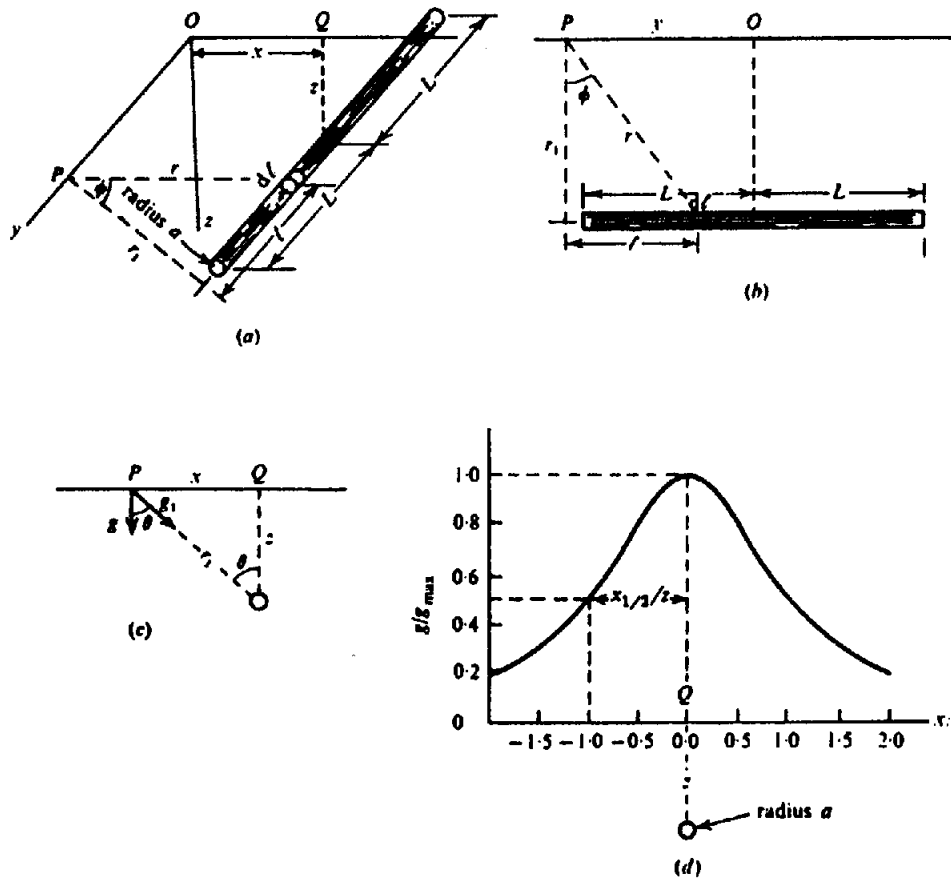 O
Q
x
z
L
r
dℓ
P
φ
radius a
z
L
ℓ
y
r₁
(a)
P
y
O
φ
r
r₁
L
dℓ
L
ℓ
(b)
P
x
Q
g
θ
g₁
r₁
θ
z
(c)
1·0
0·8
0·6
0·4
0·2
0
g/gmax
x1/2/z
Q
-1·5 -1·0 -0·5 0·0 0·5 1·0 1·5 2·0
z
radius a
(d)